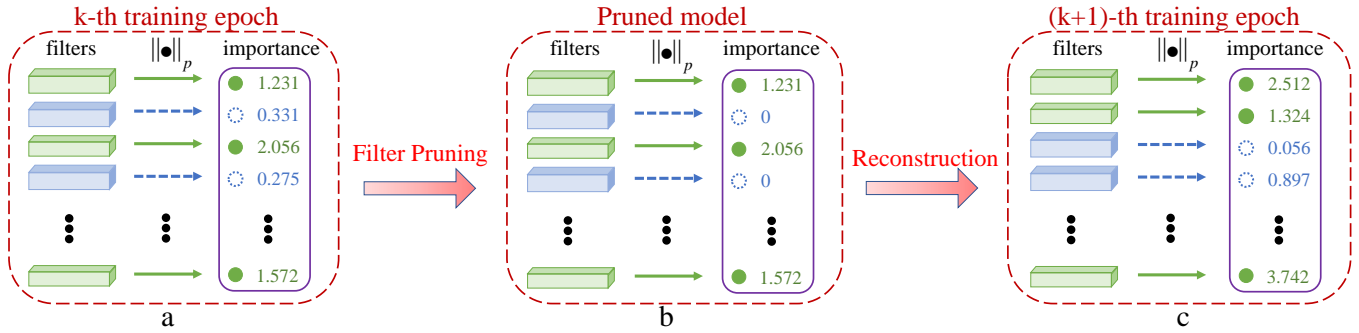 k-th training epoch
filters ||●||p importance
1.231
0.331
2.056
0.275
1.572
a
Filter Pruning
Pruned model
filters ||●||p importance
1.231
0
2.056
0
1.572
b
Reconstruction
(k+1)-th training epoch
filters ||●||p importance
2.512
1.324
0.056
0.897
3.742
c